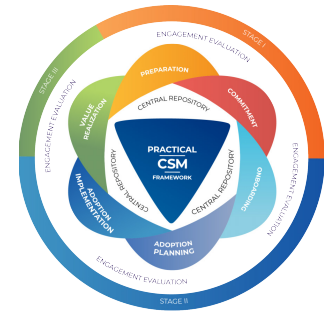 STAGE I
ENGAGEMENT EVALUATION
PREPARATION
COMMITMENT
ONBOARDING
ADOPTION
PLANNING
ADOPTION
IMPLEMENTATION
VALUE
REALIZATION
CENTRAL REPOSITORY
CENTRAL REPOSITORY
CENTRAL REPOSITORY
PRACTICAL
CSM
FRAMEWORK
ENGAGEMENT EVALUATION
ENGAGEMENT EVALUATION
ENGAGEMENT EVALUATION
STAGE II
STAGE III